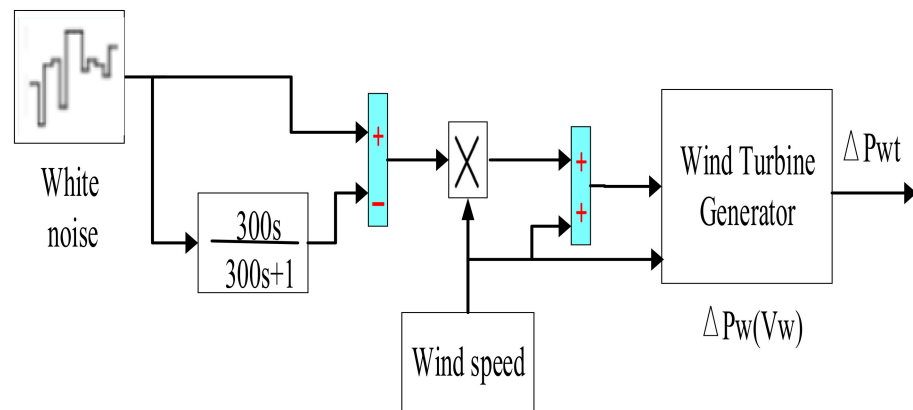 White
noise
300s
300s+1
+
-
X
+
+
Wind speed
Wind Turbine
Generator
△Pwt
△Pw(Vw)